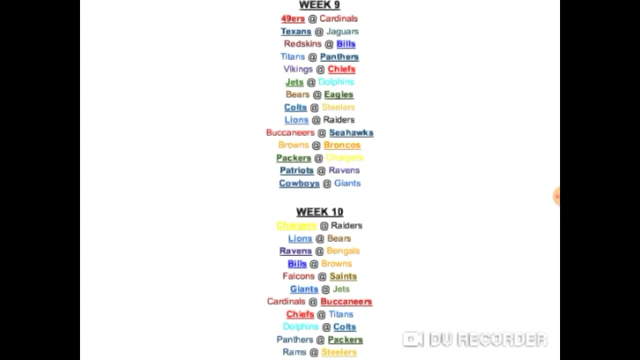 WEEK 9
49ers @ Cardinals
Texans @ Jaguars
Redskins @ Bills
Titans @ Panthers
Vikings @ Chiefs
Jets @ Dolphins
Bears @ Eagles
Colts @ Steelers
Lions @ Raiders
Buccaneers @ Seahawks
Browns @ Broncos
Packers @ Chargers
Patriots @ Ravens
Cowboys @ Giants
WEEK 10
Chargers @ Raiders
Lions @ Bears
Ravens @ Bengals
Bills @ Browns
Falcons @ Saints
Giants @ Jets
Cardinals @ Buccaneers
Chiefs @ Titans
Dolphins @ Colts
Panthers @ Packers
Rams @ Steelers
DU RECORDER